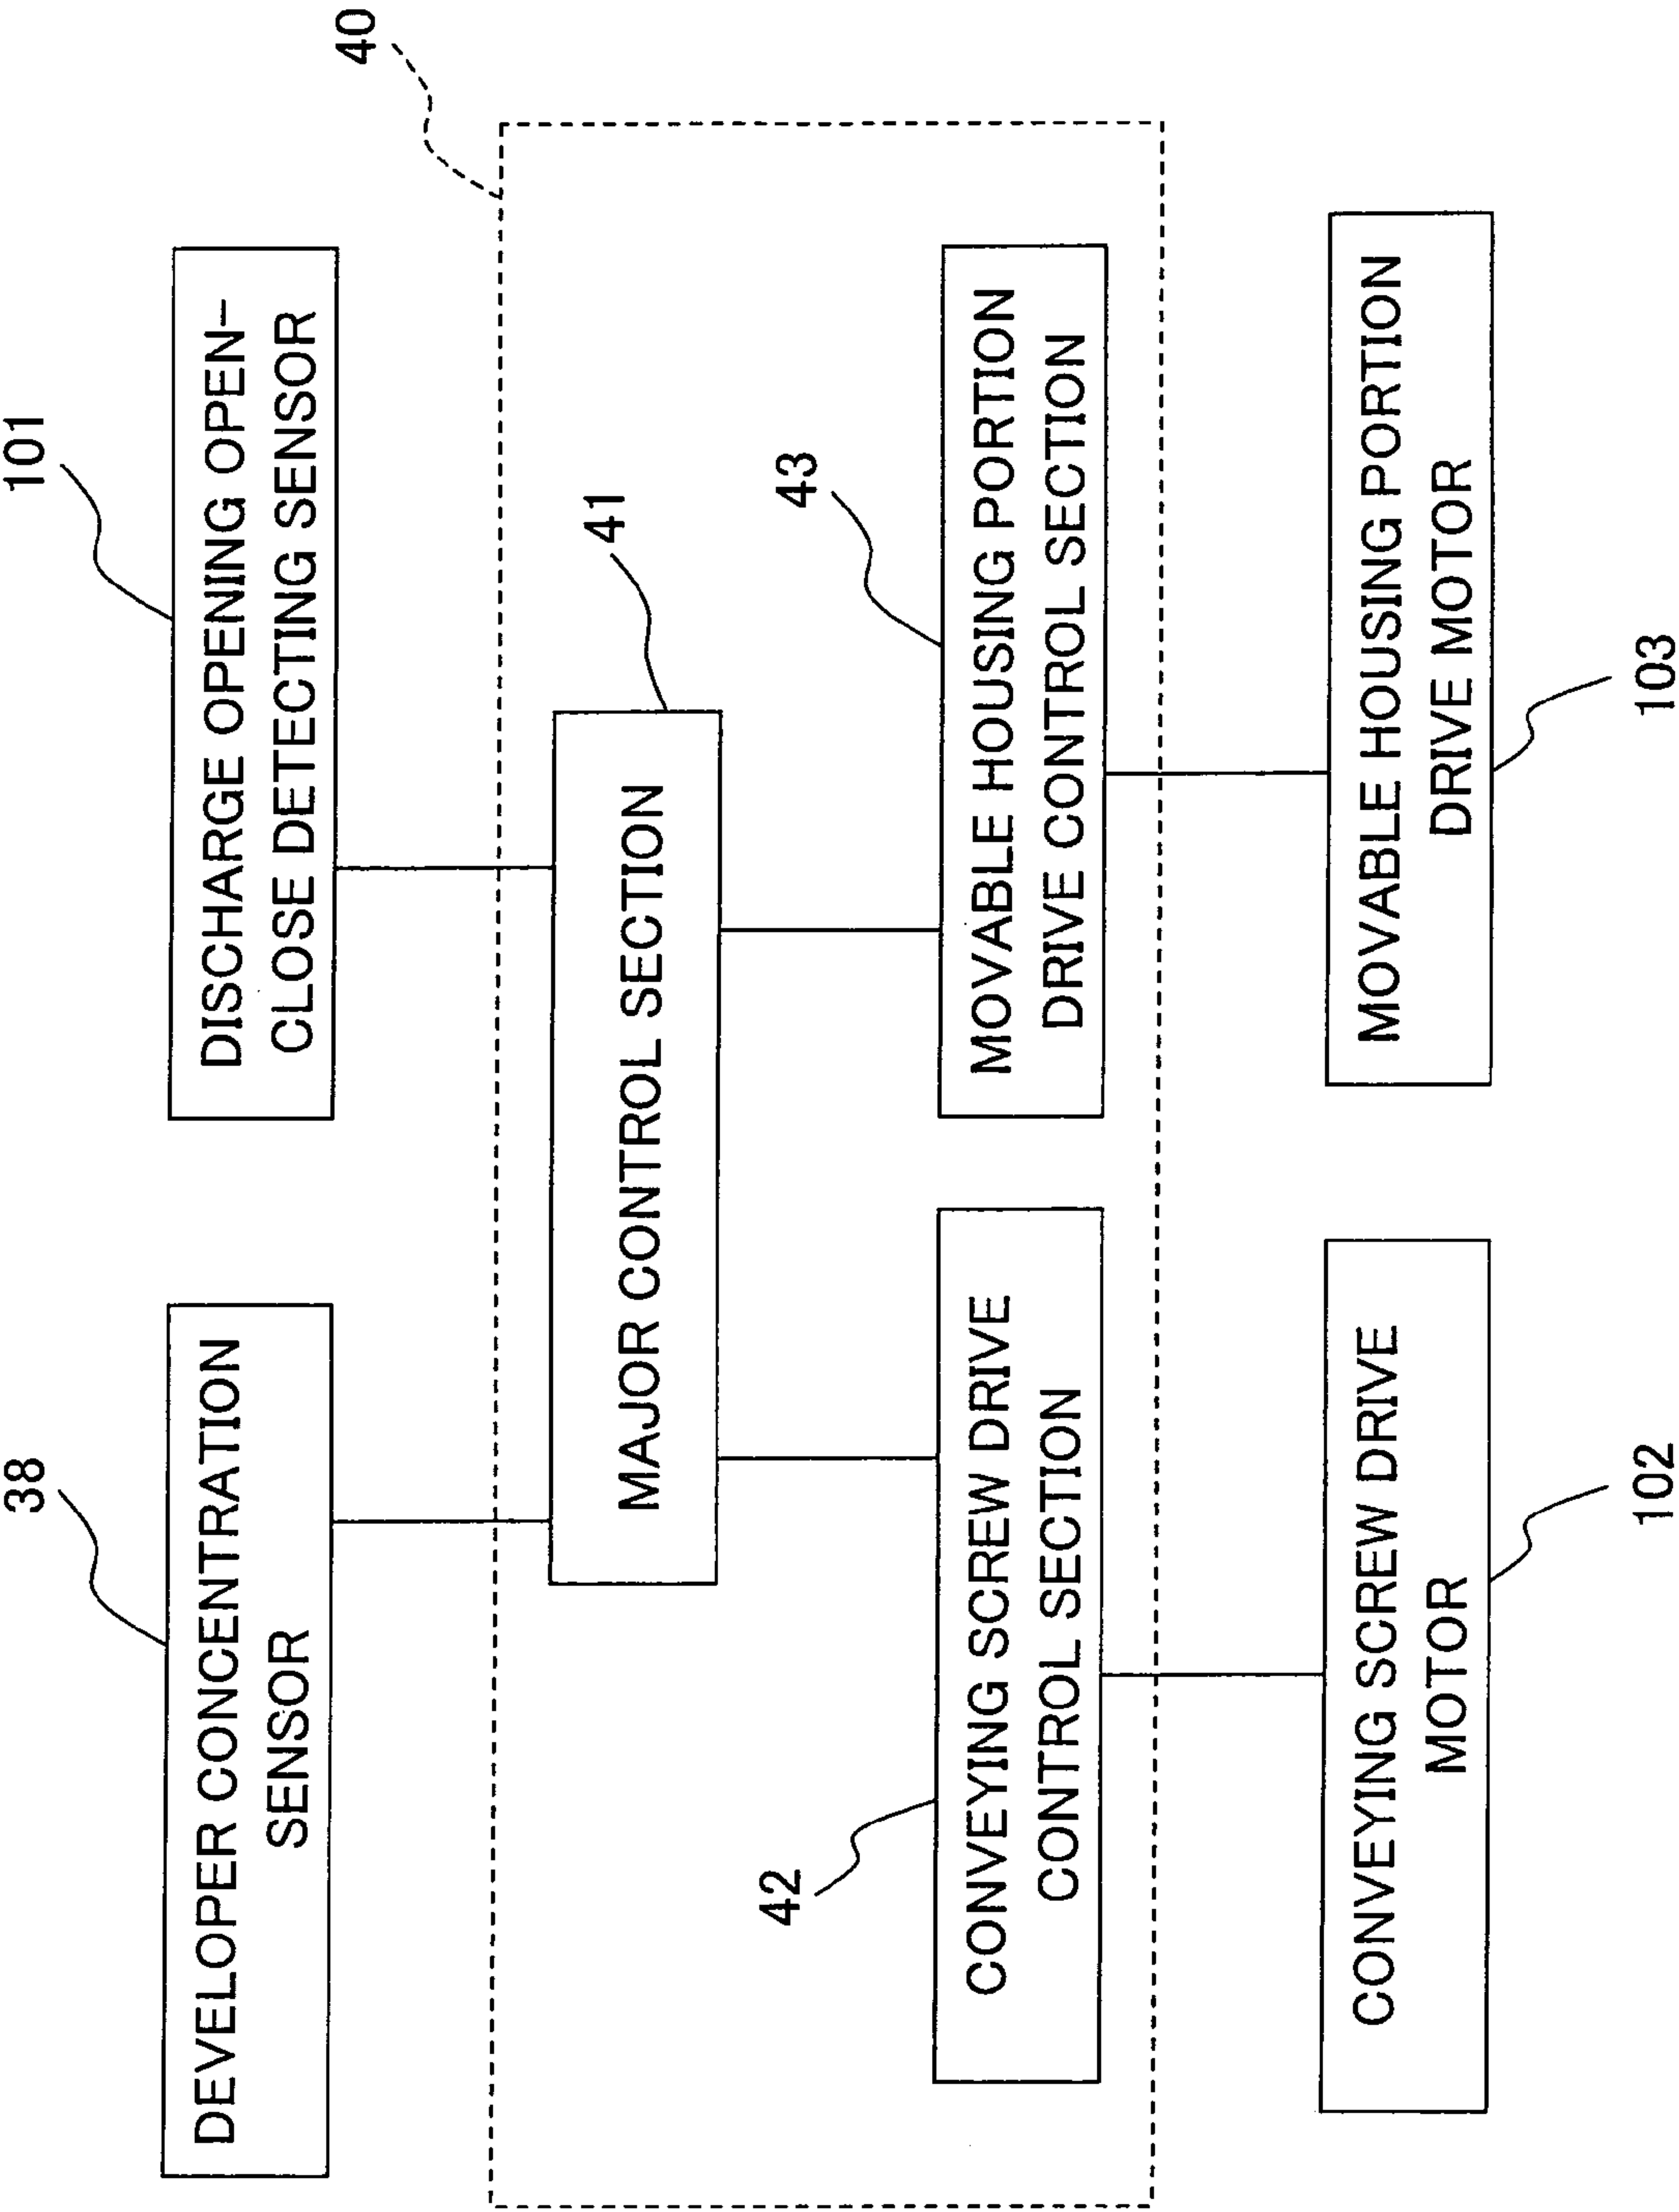 40
38
DEVELOPER CONCENTRATION
SENSOR
101
DISCHARGE OPENING OPEN-
CLOSE DETECTING SENSOR
41
MAJOR CONTROL SECTION
42
CONVEYING SCREW DRIVE
CONTROL SECTION
43
MOVABLE HOUSING PORTION
DRIVE CONTROL SECTION
CONVEYING SCREW DRIVE
MOTOR
102
MOVABLE HOUSING PORTION
DRIVE MOTOR
103